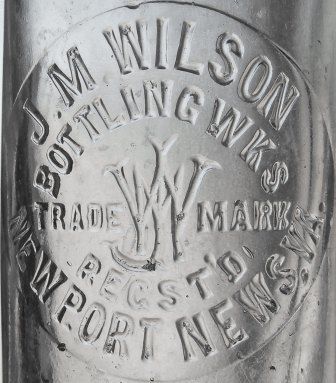 J.M WILSON
BOTTLING WKS
JMW
TRADE MARK
REGST'D
NEWPORT NEWS.VA.